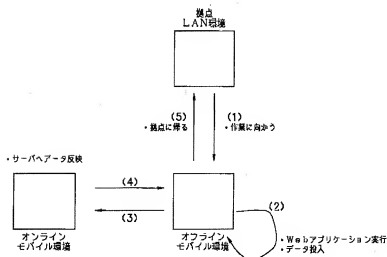 拠点
LAN環境
(5)
・拠点に帰る
(1)
・作業に向かう
・サーバへデータ反映
(4)
(3)
(2)
オンライン
モバイル環境
オフライン
モバイル環境
・Webアプリケーション実行
・データ投入